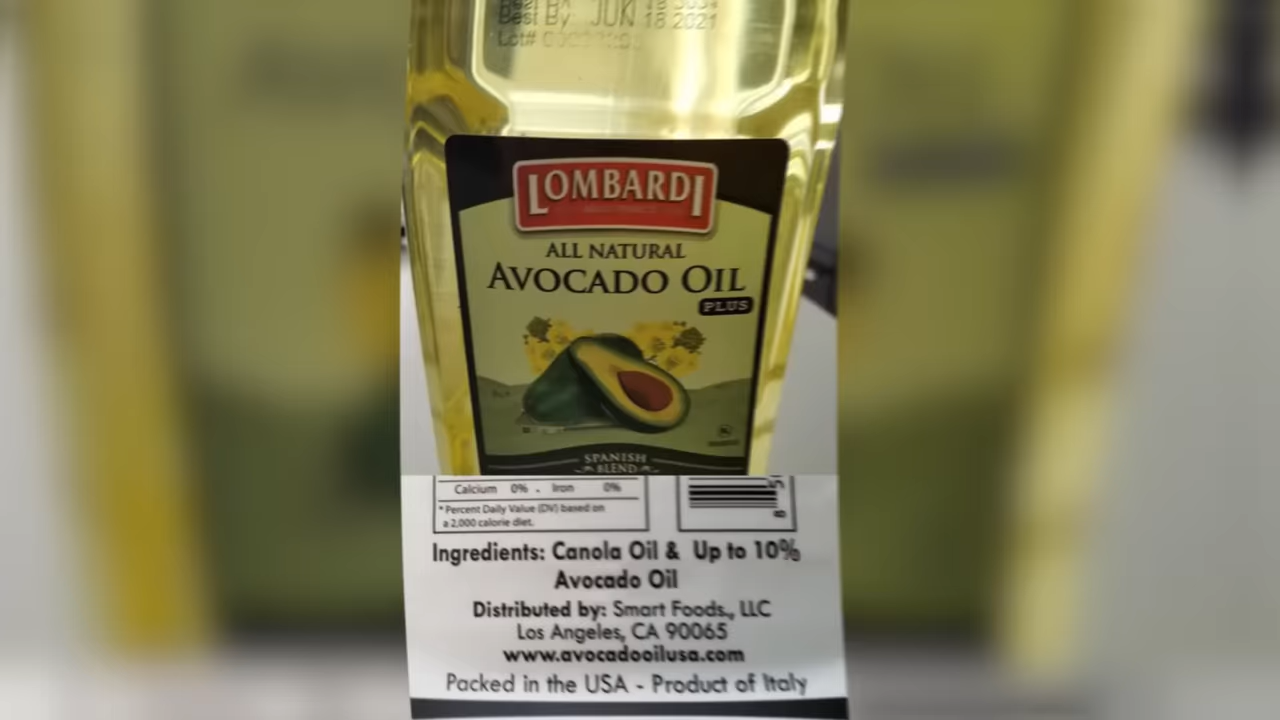 Best By: JUN 18 2021
Lot#
LOMBARDI
ALL NATURAL
AVOCADO OIL
PLUS
SPANISH
BLEND
Calcium 0% . Iron 0%
*Percent Daily Value (DV) based on
a 2,000 calorie diet.
Ingredients: Canola Oil & Up to 10%
Avocado Oil
Distributed by: Smart Foods., LLC
Los Angeles, CA 90065
www.avocadooilusa.com
Packed in the USA - Product of Italy